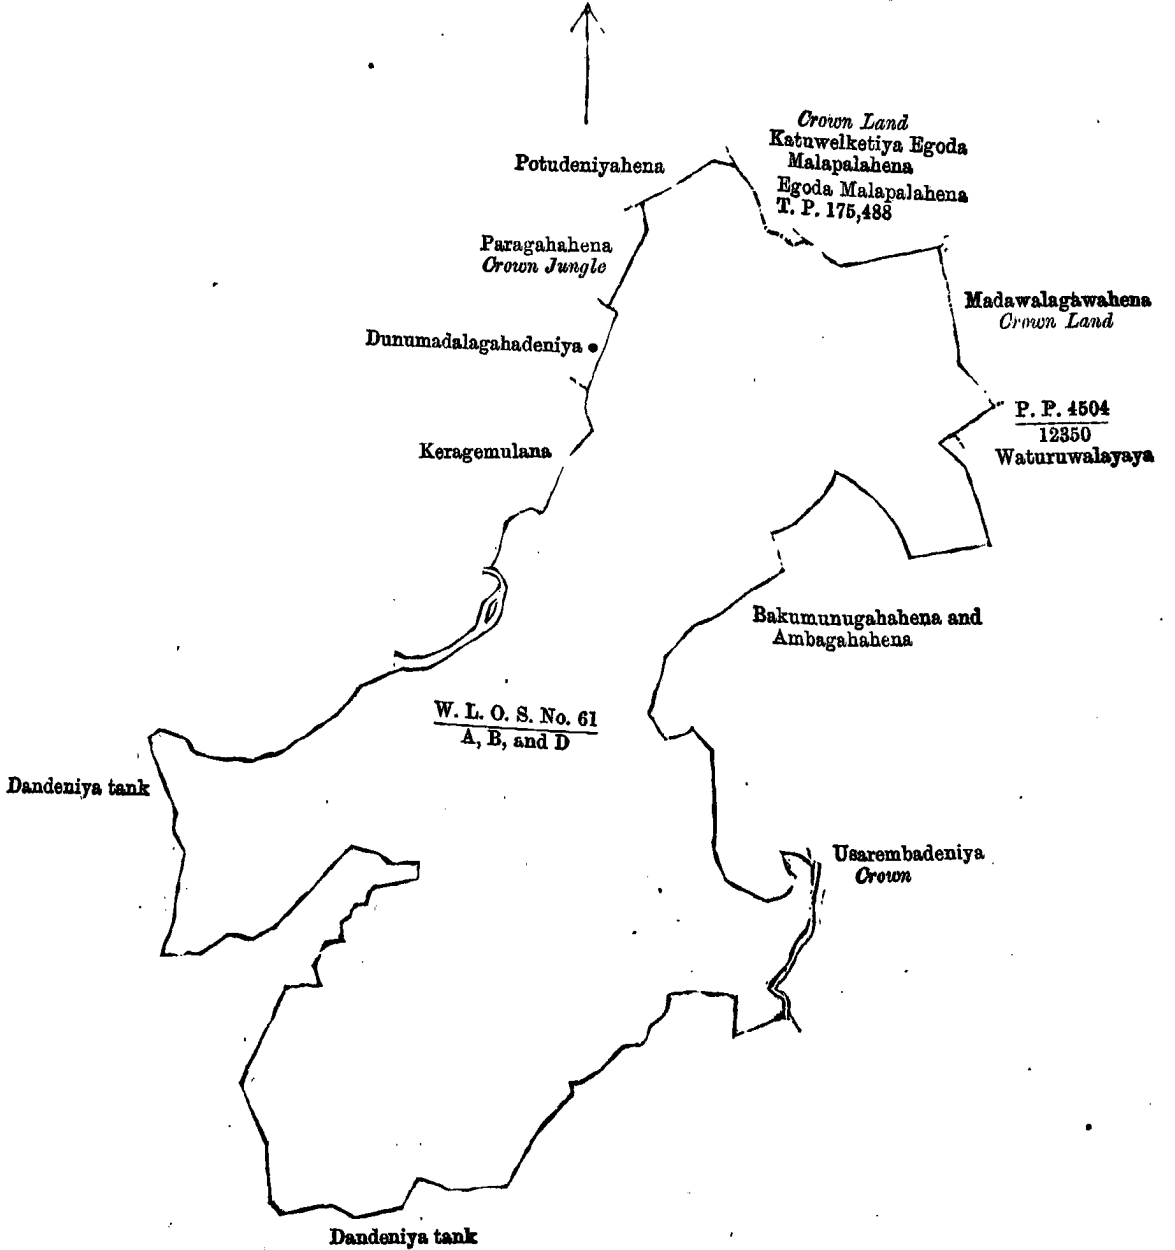 Crown Land
Katuwelketiya Egoda
Malapalahena
Potudeniyahena
Egoda Malapalahena
T. P. 175,488
Paragahahena
Crown Jungle
Madawalagawahena
Crown Land
Dunumadalagahadeniya
P. P. 4504
12350
Keragemulana
Waturuwalayaya
Bakumunugahahena and
Ambagahahena
W. L. O. S. No. 61
A, B, and D
Dandeniya tank
Usarembadeniya
Crown
Dandeniya tank